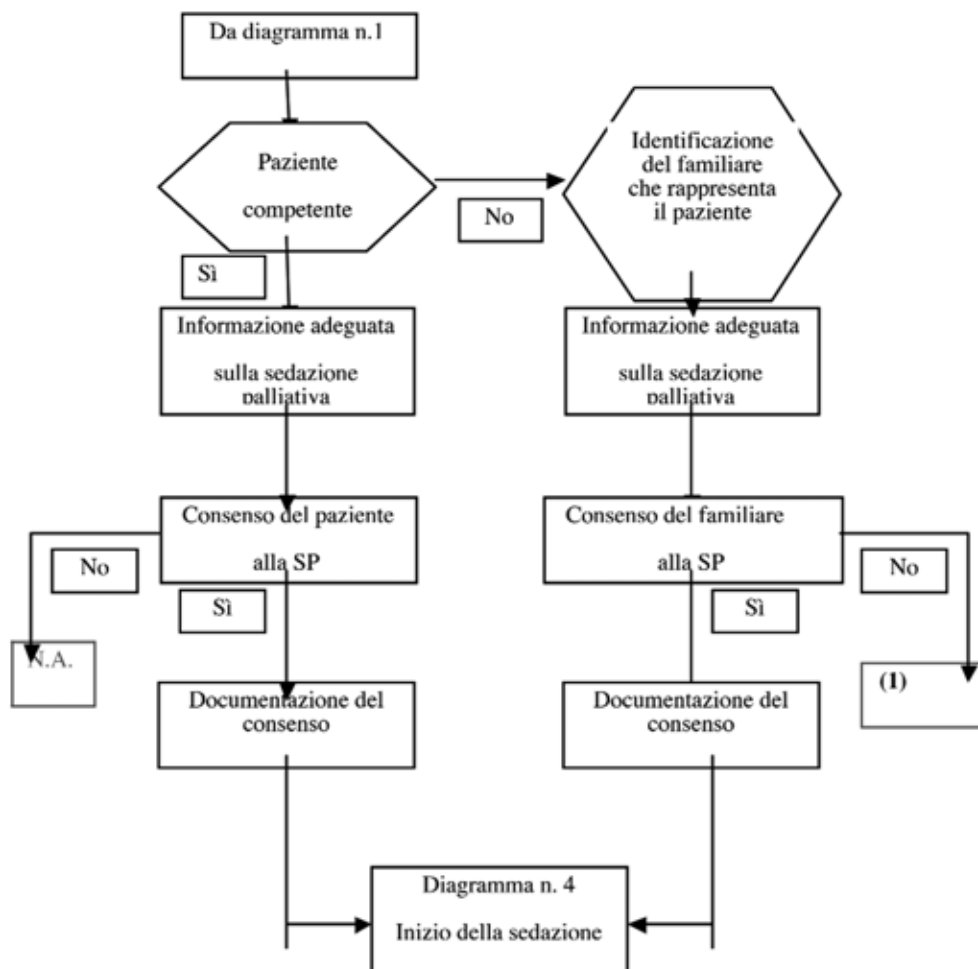 Da diagramma n.1
Paziente
competente
No
Identificazione
del familiare
che rappresenta
il paziente
Sì
Informazione adeguata
sulla sedazione
palliativa
Informazione adeguata
sulla sedazione
palliativa
Consenso del paziente
alla SP
Consenso del familiare
alla SP
No
Sì
Sì
No
N.A.
(1)
Documentazione del
consenso
Documentazione del
consenso
Diagramma n. 4
Inizio della sedazione